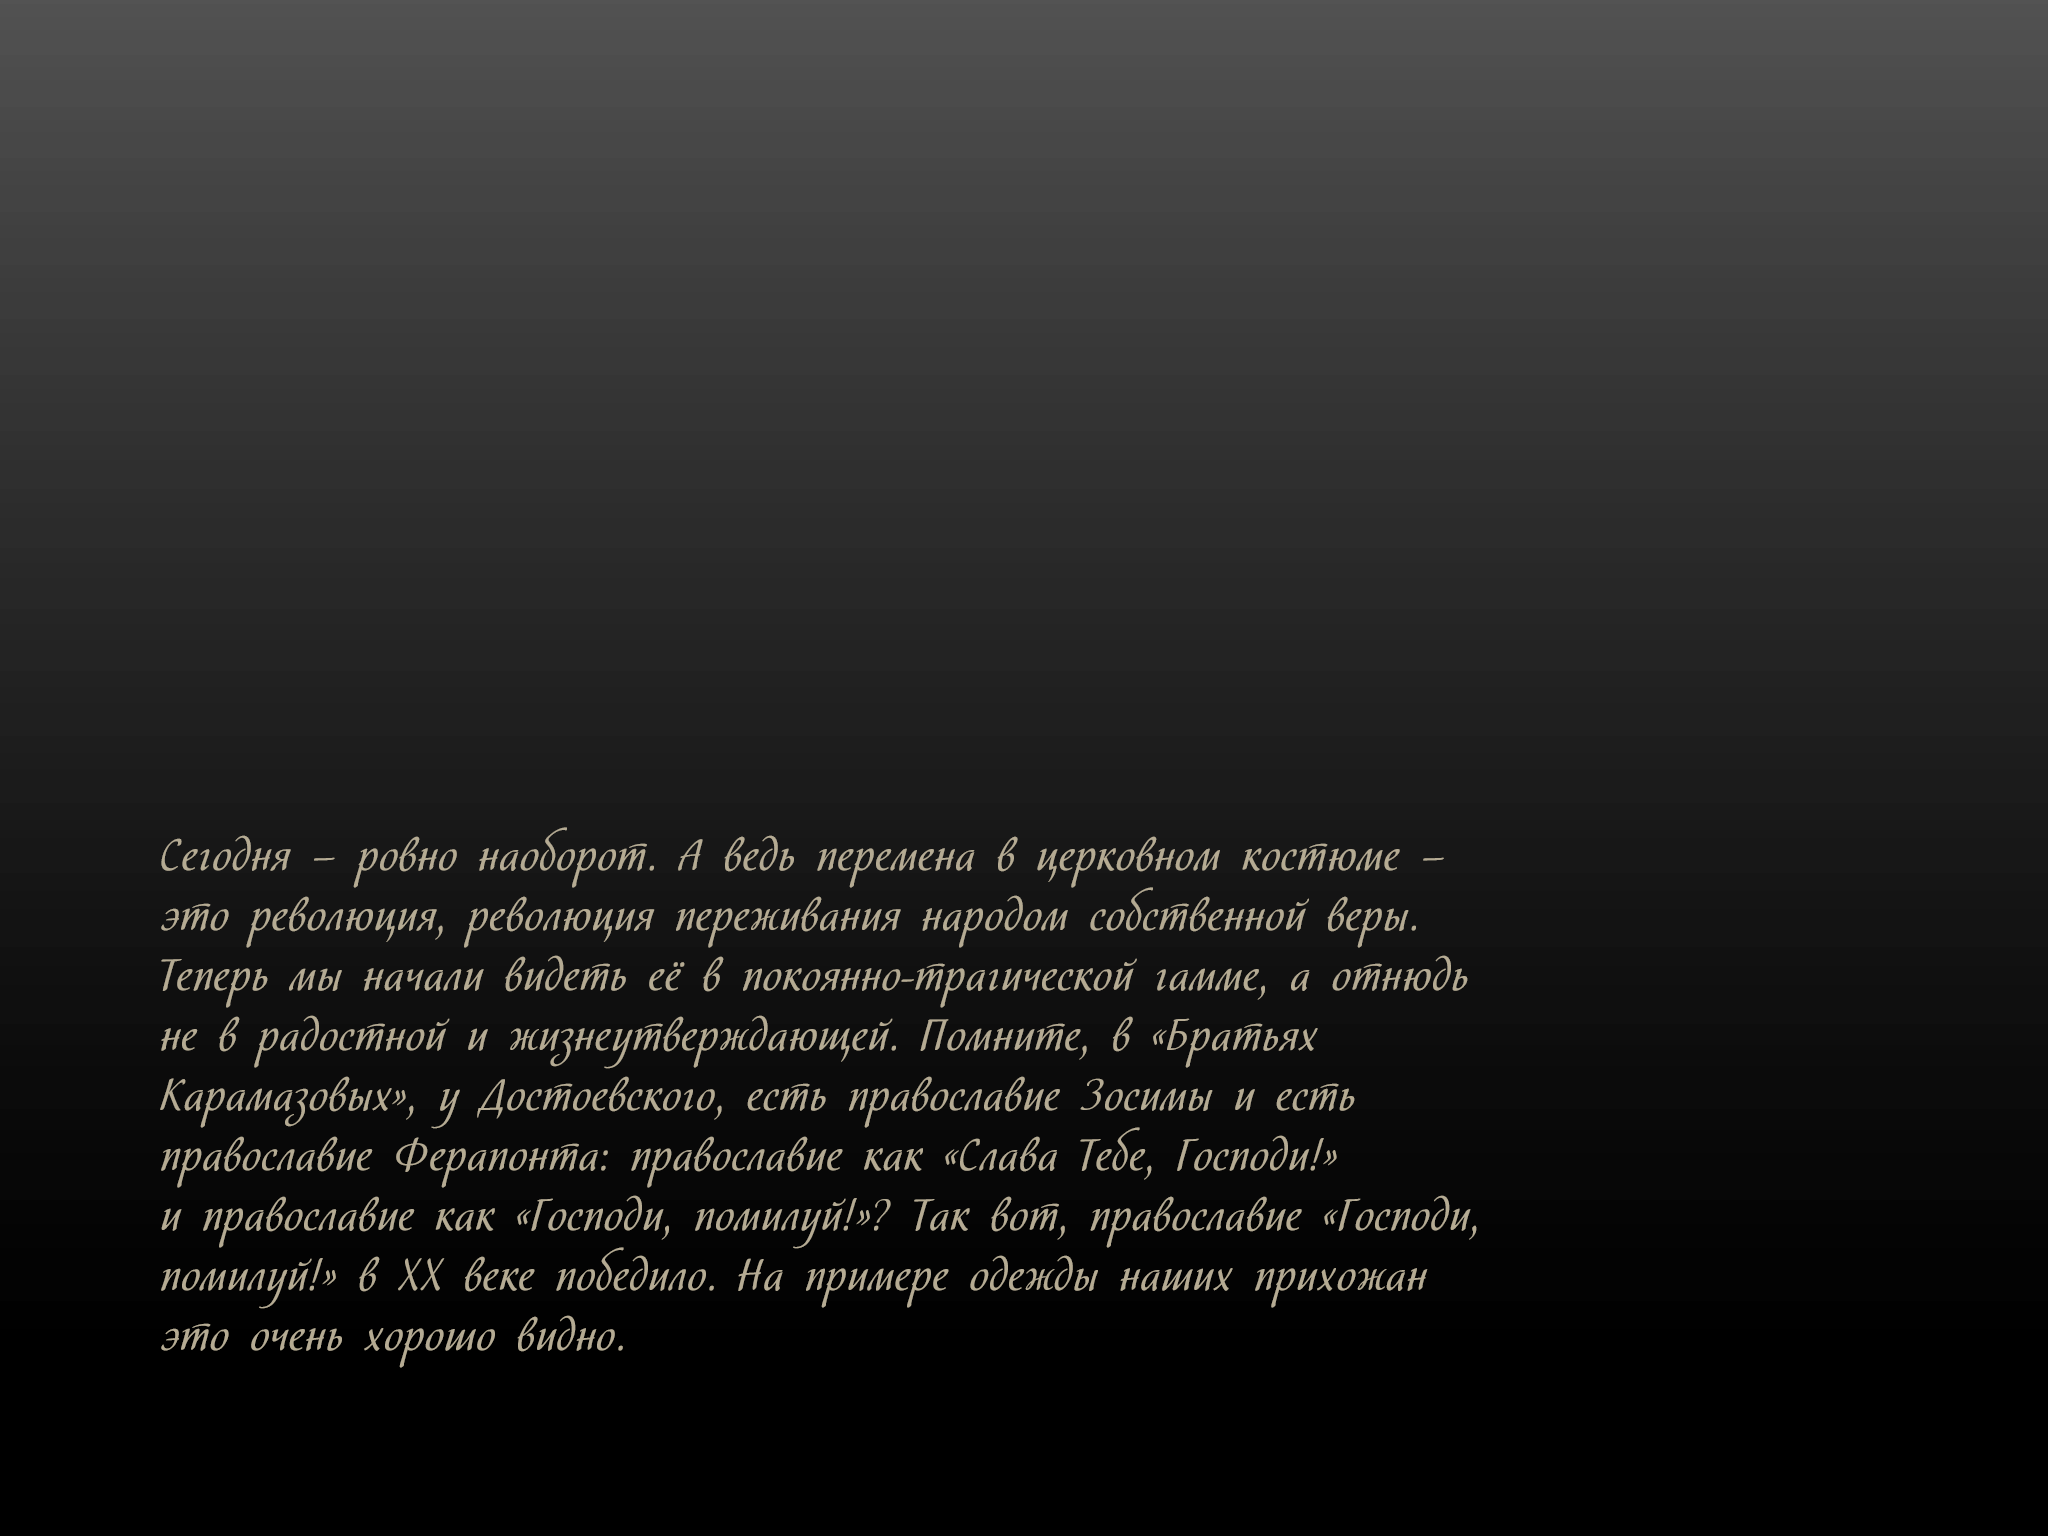 Сегодня – ровно наоборот. А ведь перемена в церковном костюме –
это революция, революция переживания народом собственной веры.
Теперь мы начали видеть её в покоянно-трагической гамме, а отнюдь
не в радостной и жизнеутверждающей. Помните, в «Братьях
Карамазовых», у Достоевского, есть православие Зосимы и есть
православие Ферапонта: православие как «Слава Тебе, Господи!»
и православие как «Господи, помилуй!»? Так вот, православие «Господи,
помилуй!» в XX веке победило. На примере одежды наших прихожан
это очень хорошо видно.